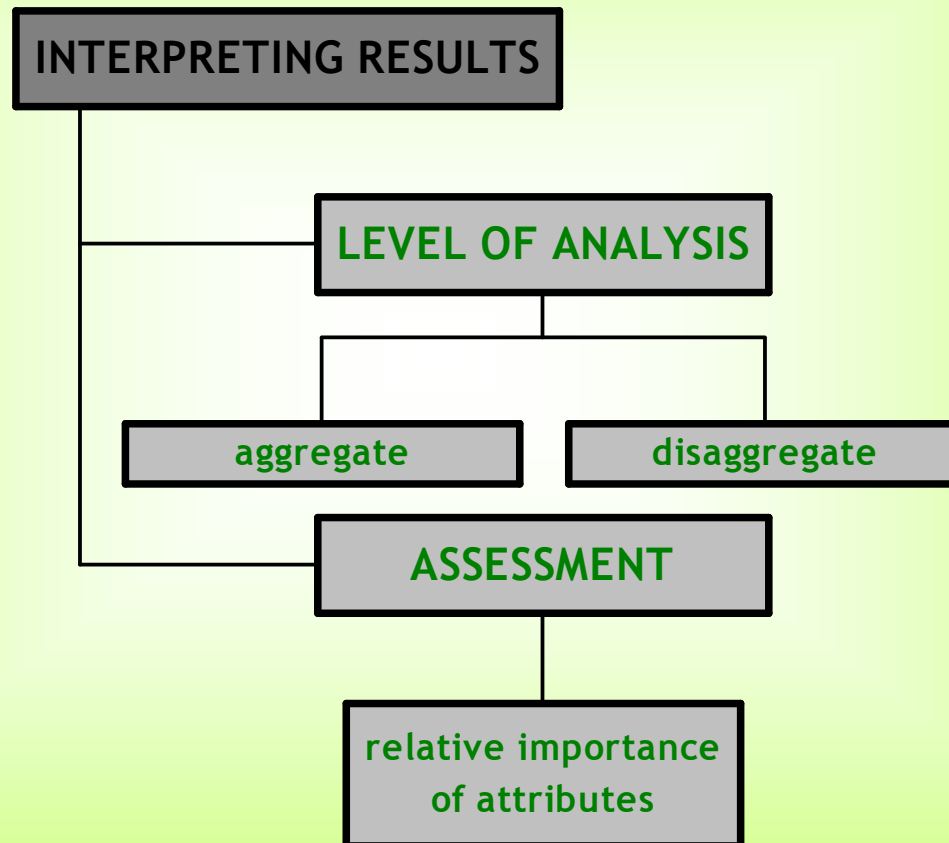 INTERPRETING RESULTS
LEVEL OF ANALYSIS
aggregate
disaggregate
ASSESSMENT
relative importance
of attributes